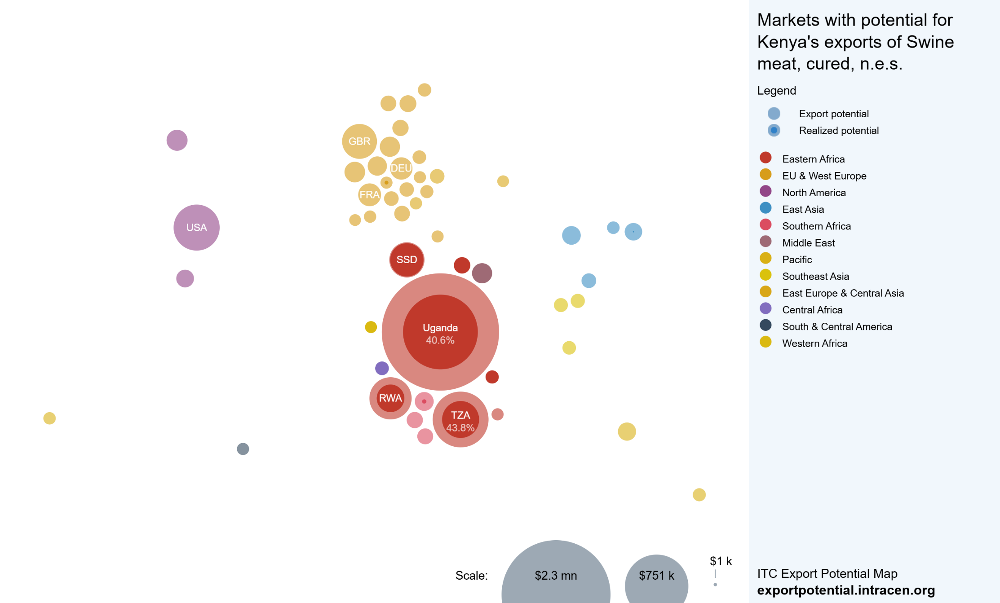 Markets with potential for
Kenya's exports of Swine
meat, cured, n.e.s.
Legend
Export potential
Realized potential
Eastern Africa
EU & West Europe
North America
East Asia
Southern Africa
Middle East
Pacific
Southeast Asia
East Europe & Central Asia
Central Africa
South & Central America
Western Africa
GBR
DEU
FRA
USA
SSD
Uganda
40.6%
RWA
TZA
43.8%
Scale:
$2.3 mn
$751 k
$1 k
ITC Export Potential Map
exportpotential.intracen.org